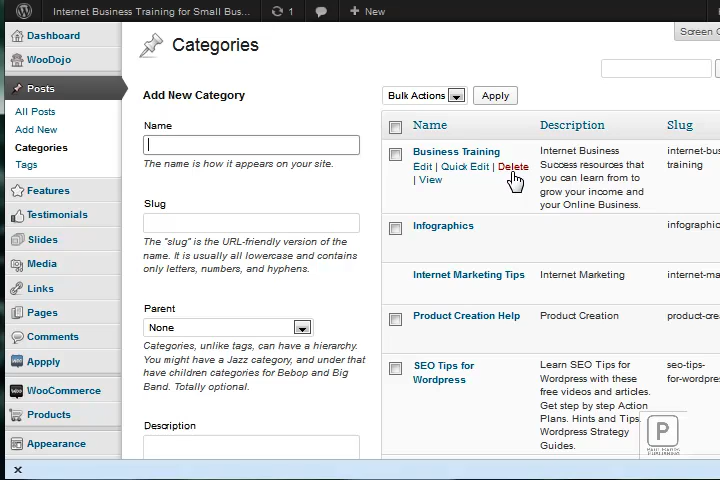 Internet Business Training for Small Bus... 1 New
Dashboard
WooDojo
Posts
All Posts
Add New
Categories
Tags
Features
Testimonials
Slides
Media
Links
Pages
Comments
Apply
WooCommerce
Products
Appearance
Categories
Screen
Add New Category
Name
The name is how it appears on your site.
Slug
The "slug" is the URL-friendly version of the
name. It is usually all lowercase and contains
only letters, numbers, and hyphens.
Parent
None
Categories, unlike tags, can have a hierarchy.
You might have a Jazz category, and under that
have children categories for Bebop and Big
Band. Totally optional.
Description
Bulk Actions Apply
Name Description Slug
Business Training
Edit | Quick Edit | Delete
| View
Internet Business
Success resources that
you can learn from to
grow your income and
your Online Business.
internet-bus
training
Infographics infographic
Internet Marketing Tips Internet Marketing internet-ma
Product Creation Help Product Creation product-cre
SEO Tips for
Wordpress
Learn SEO Tips for
Wordpress with these
free videos and articles.
Get step by step Action
Plans. Hints and Tips.
Wordpress Strategy
Guides.
seo-tips-
for-wordpress
P